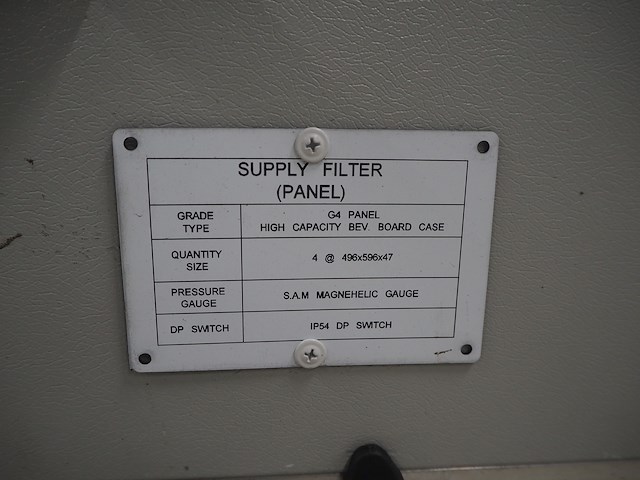 SUPPLY FILTER
(PANEL)
GRADE
TYPE
G4 PANEL
HIGH CAPACITY BEV. BOARD CASE
QUANTITY
SIZE
4 @ 496x596x47
PRESSURE
GAUGE
S.A.M MAGNEHELIC GAUGE
DP SWITCH
IP54 DP SWITCH